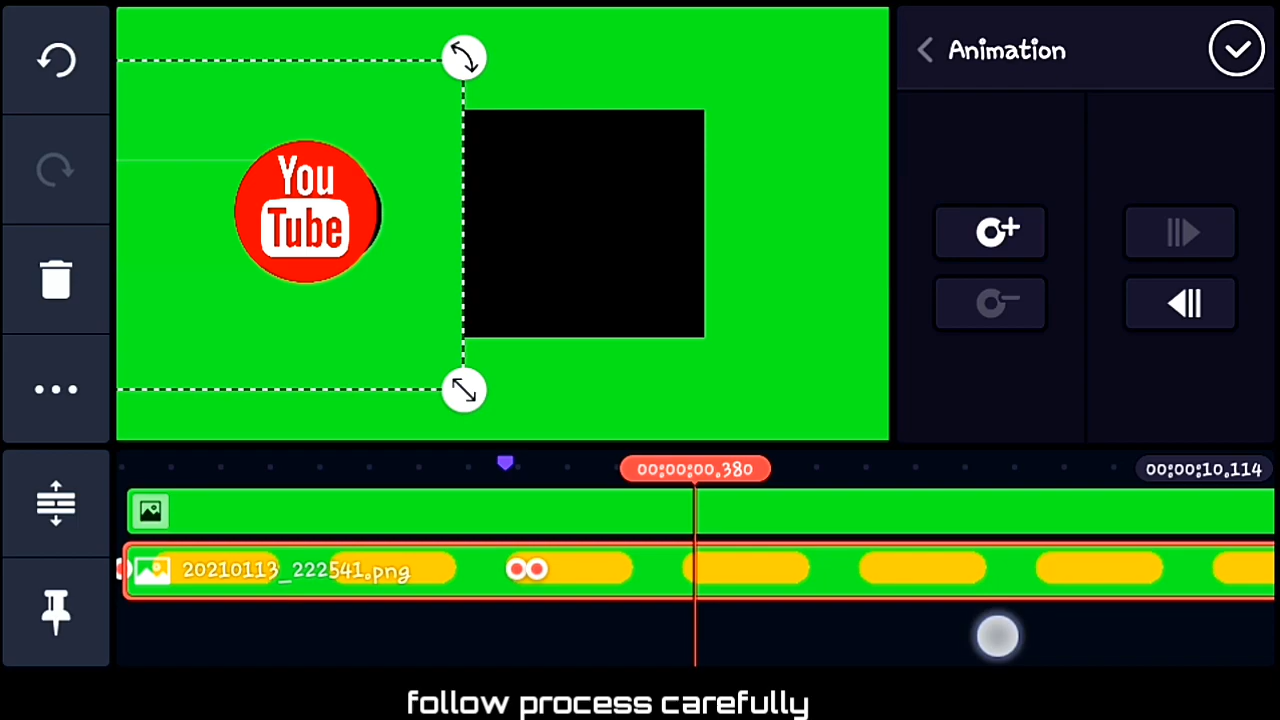 Animation
You
Tube
00:00:00.380
00:00:10.114
20210113_222541.png
follow process carefully